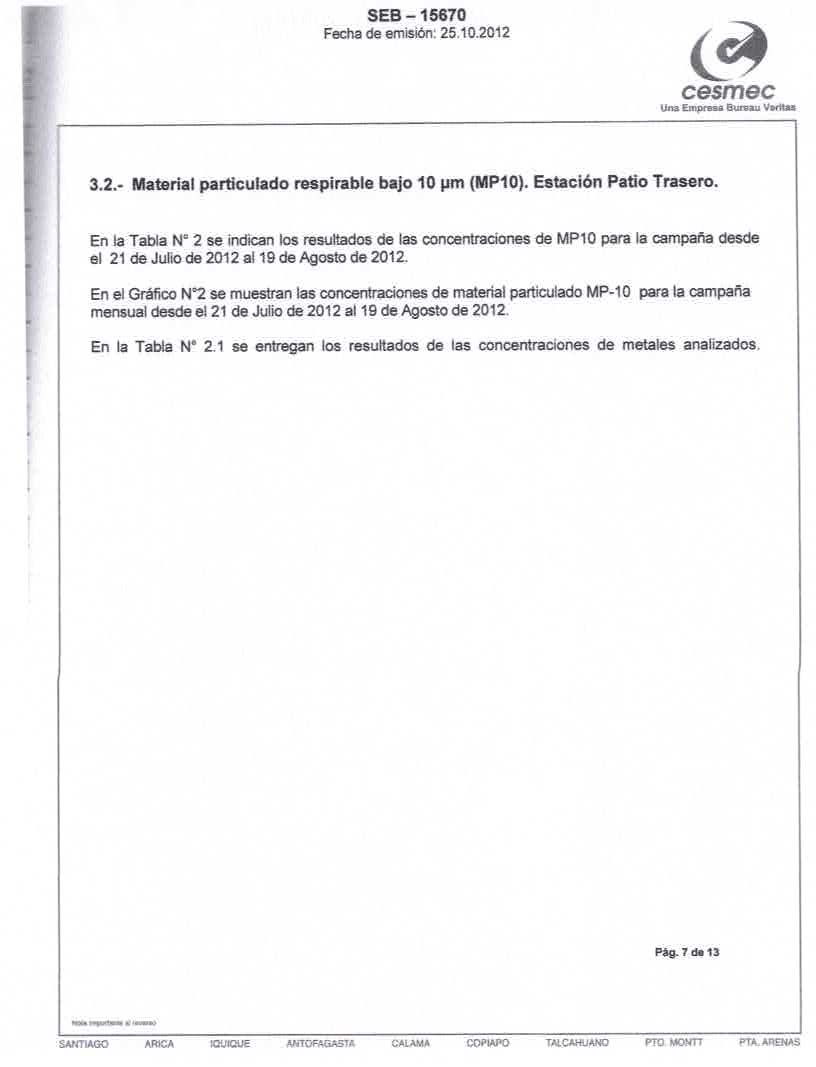 SEB – 15670
Fecha de emisión: 25.10.2012
cesmec
Una Empresa Bureau Veritas
3.2.- Material particulado respirable bajo 10 µm (MP10). Estación Patio Trasero.
En la Tabla N° 2 se indican los resultados de las concentraciones de MP10 para la campaña desde
el 21 de Julio de 2012 al 19 de Agosto de 2012.
En el Gráfico N°2 se muestran las concentraciones de material particulado MP-10 para la campaña
mensual desde el 21 de Julio de 2012 al 19 de Agosto de 2012.
En la Tabla N° 2.1 se entregan los resultados de las concentraciones de metales analizados.
Pág. 7 de 13
Nota importante al reverso
SANTIAGO ARICA IQUIQUE ANTOFAGASTA CALAMA COPIAPO TALCAHUANO PTO. MONTT PTA. ARENAS